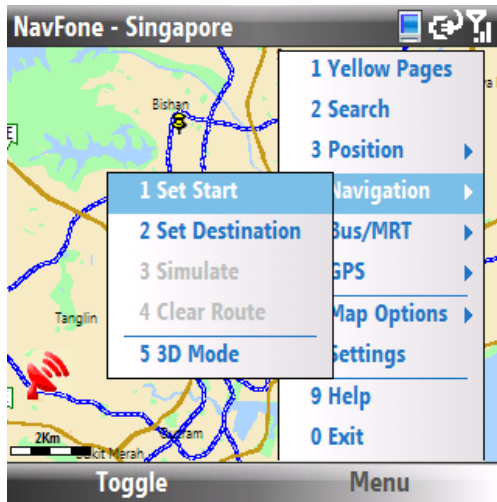 NavFone - Singapore
1 Yellow Pages
2 Search
3 Position
Navigation
Bus/MRT
GPS
Map Options
Settings
9 Help
0 Exit
1 Set Start
2 Set Destination
3 Simulate
4 Clear Route
5 3D Mode
Bishan
E
Tanglin
2Km
Bukit Merah
Toggle
Menu